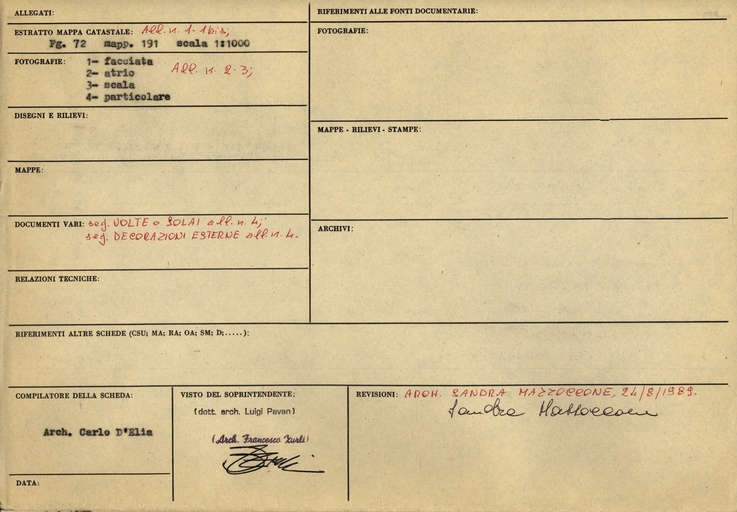 ALLEGATI:
ESTRATTO MAPPA CATASTALE: All. n. 1-1bis;
Fg. 72 mapp. 191 scala 1:1000
FOTOGRAFIE: 1- facciata
2- atrio All. n. 2-3;
3- scala
4- particolare
DISEGNI E RILIEVI:
MAPPE:
DOCUMENTI VARI: seg. VOLTE o SOLAI all. n. 4;
seg. DECORAZIONI ESTERNE all. n. 4.
RELAZIONI TECNICHE:
RIFERIMENTI ALLE FONTI DOCUMENTARIE:
FOTOGRAFIE:
MAPPE - RILIEVI - STAMPE:
ARCHIVI:
RIFERIMENTI ALTRE SCHEDE (CSU; MA; RA; OA; SM; D;.....):
COMPILATORE DELLA SCHEDA:
Arch. Carlo D'Elia
DATA:
VISTO DEL SOPRINTENDENTE;
(dott. arch. Luigi Pavan)
(Arch. Francesco Zurli)
REVISIONI: ARCH. SANDRA MAZZOCCONE, 24/8/1989.
Sandra Mazzoccone